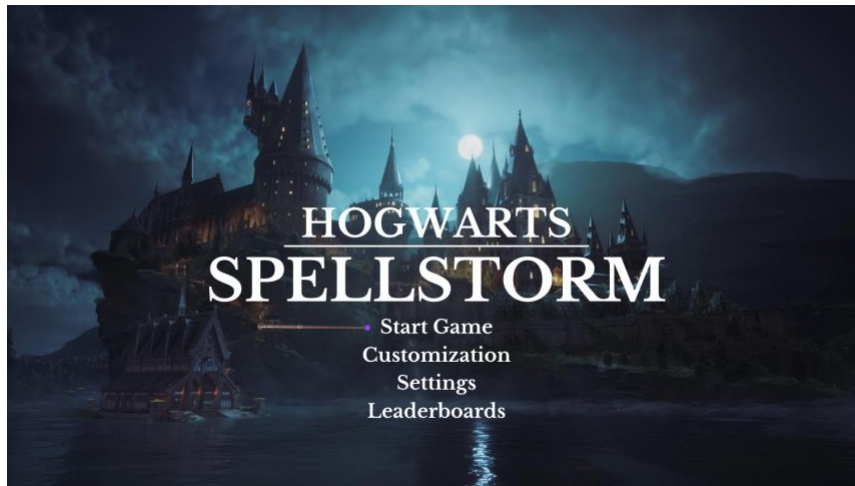 HOGWARTS
SPELLSTORM
Start Game
Customization
Settings
Leaderboards